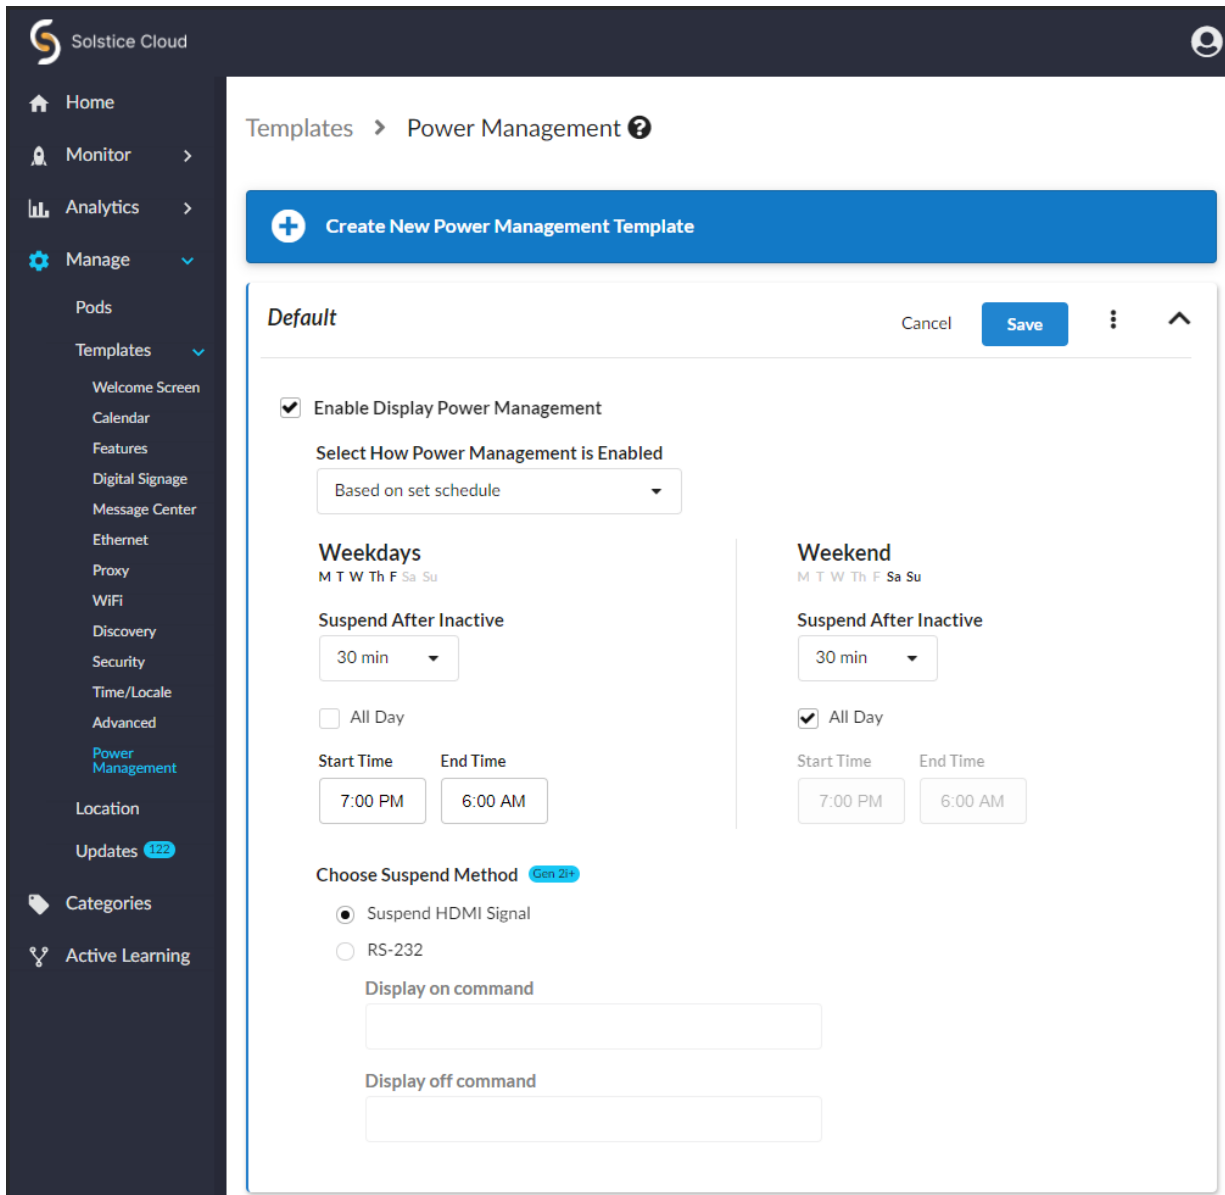 Solstice Cloud
Home
Monitor
Analytics
Manage
Pods
Templates
Welcome Screen
Calendar
Features
Digital Signage
Message Center
Ethernet
Proxy
WiFi
Discovery
Security
Time/Locale
Advanced
Power
Management
Location
Updates 122
Categories
Active Learning
Templates > Power Management ?
Create New Power Management Template
Default
Cancel Save
Enable Display Power Management
Select How Power Management is Enabled
Based on set schedule
Weekdays
M T W Th F Sa Su
Suspend After Inactive
30 min
All Day
Start Time End Time
7:00 PM 6:00 AM
Weekend
M T W Th F Sa Su
Suspend After Inactive
30 min
All Day
Start Time End Time
7:00 PM 6:00 AM
Choose Suspend Method Gen 2i+
Suspend HDMI Signal
RS-232
Display on command
Display off command